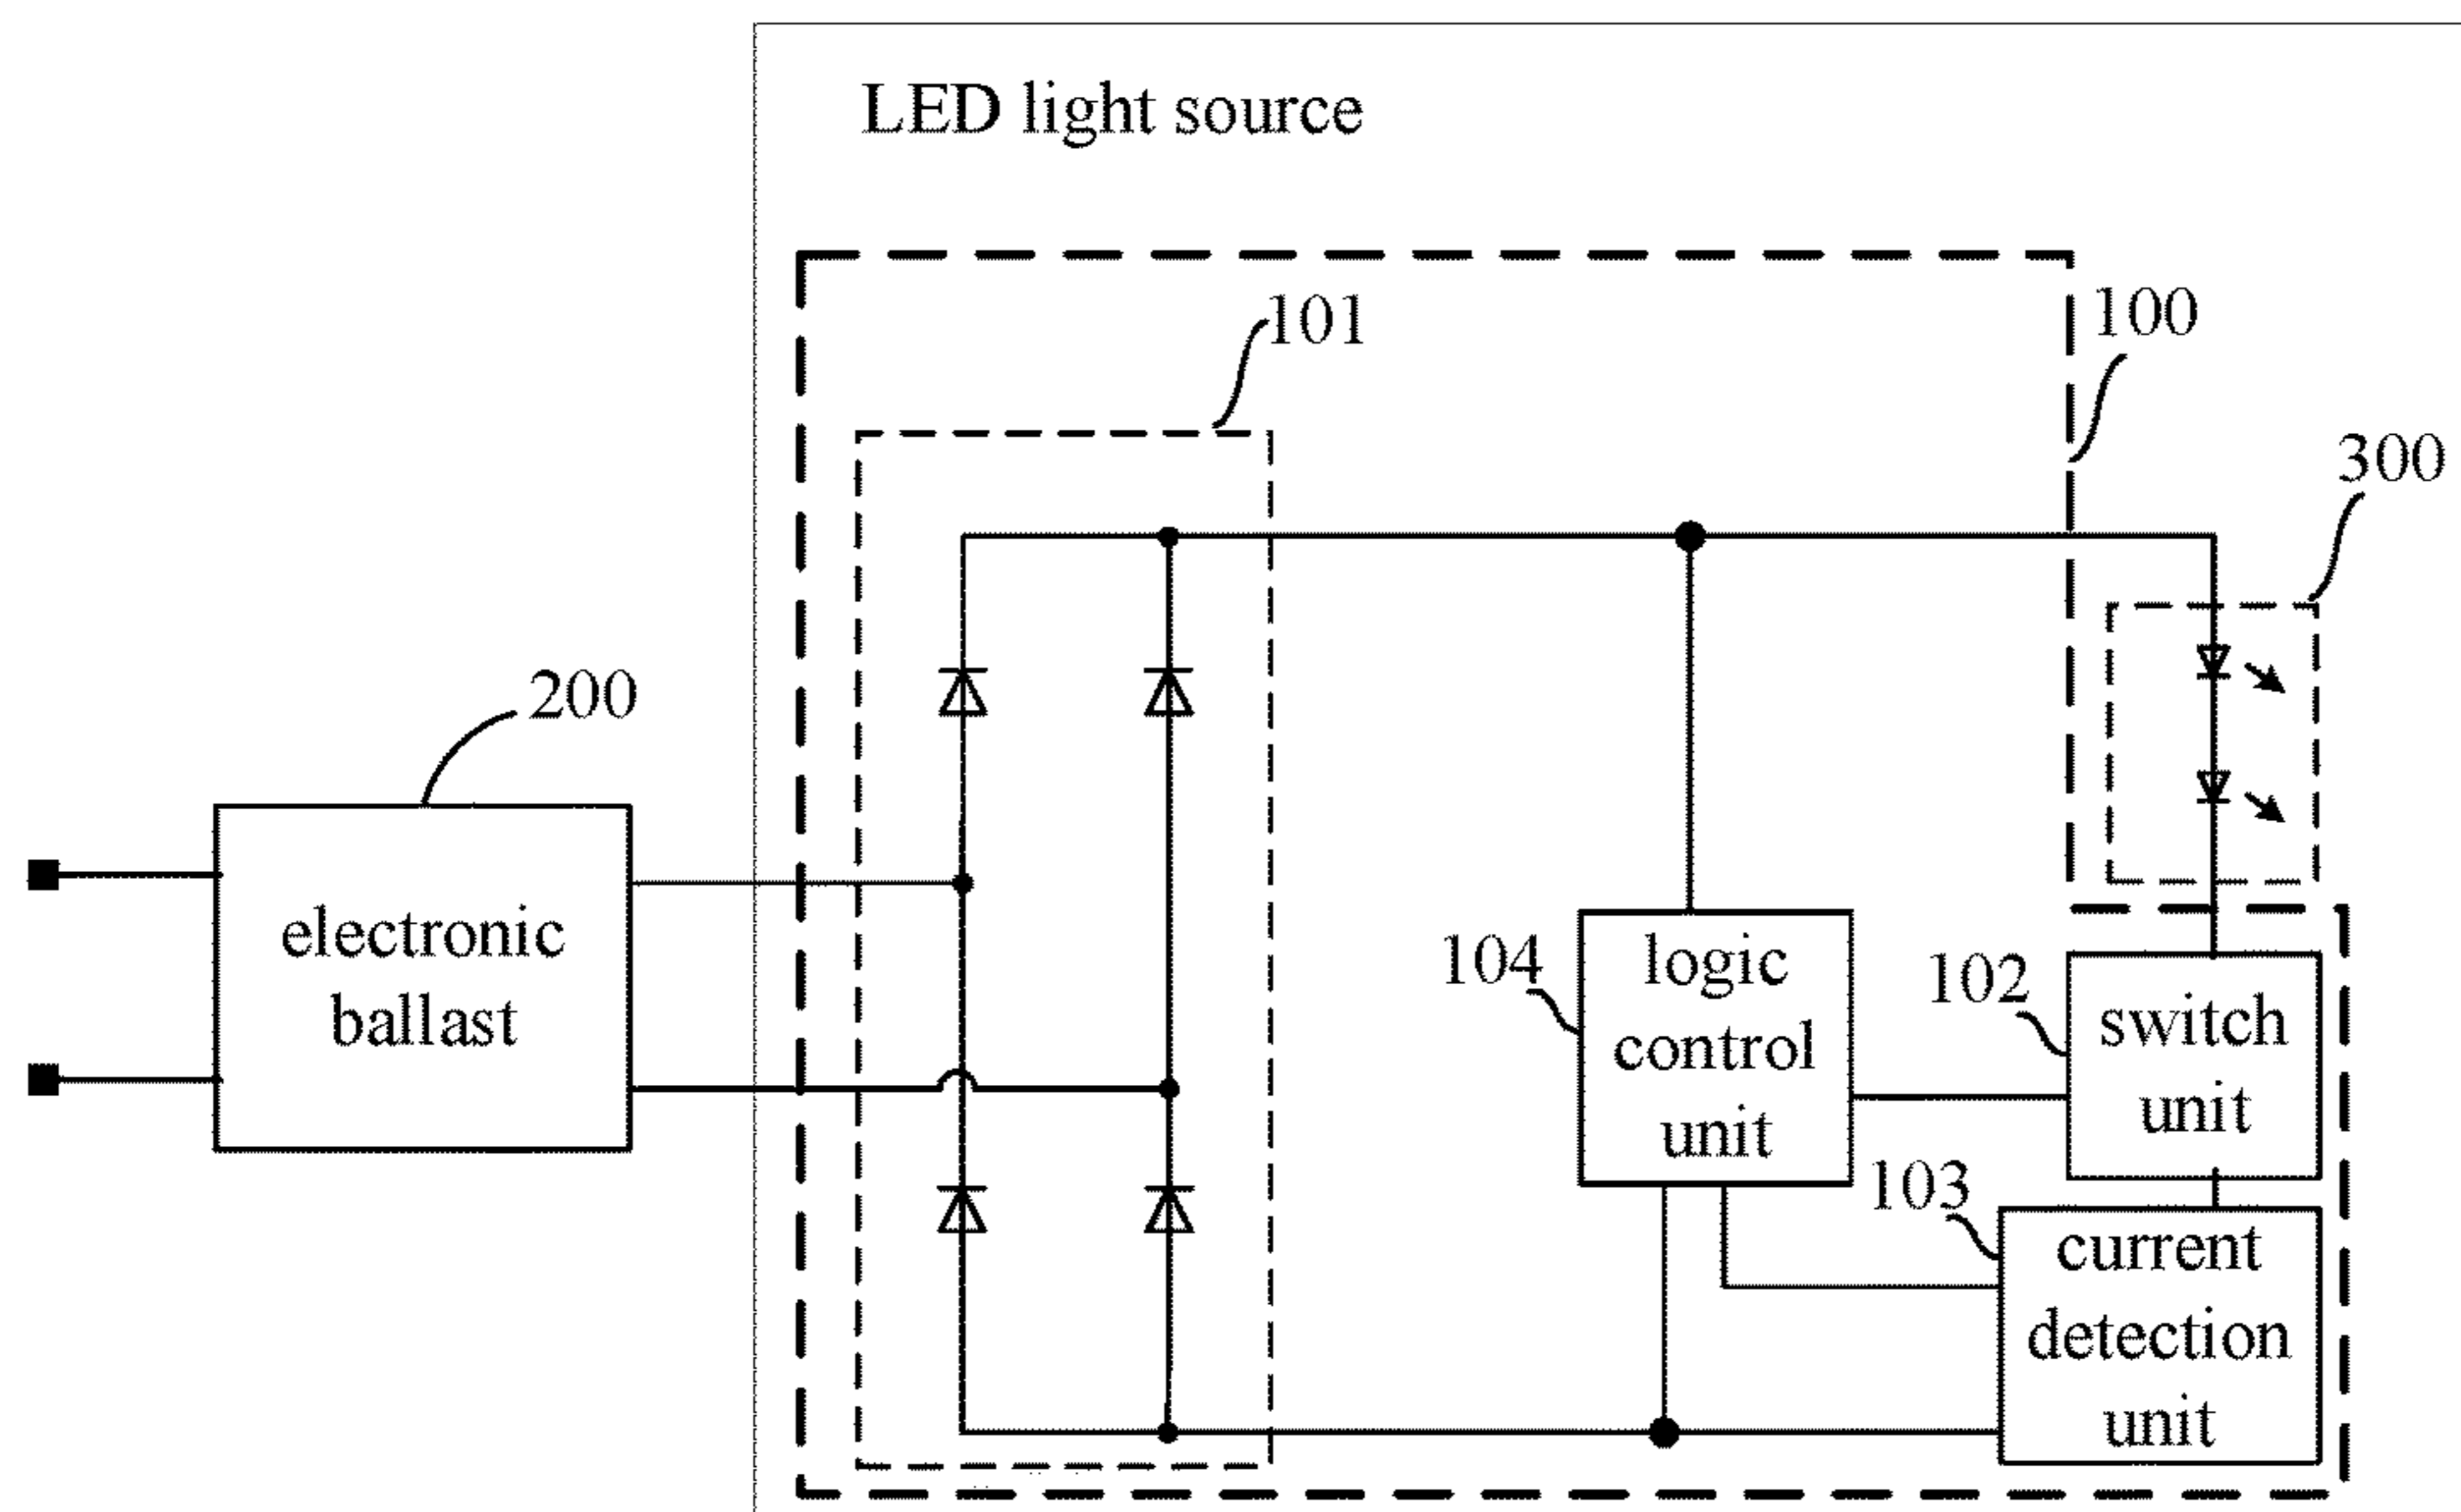 LED light source
101
100
300
200
electronic
ballast
104
logic
control
unit
102
switch
unit
103
current
detection
unit